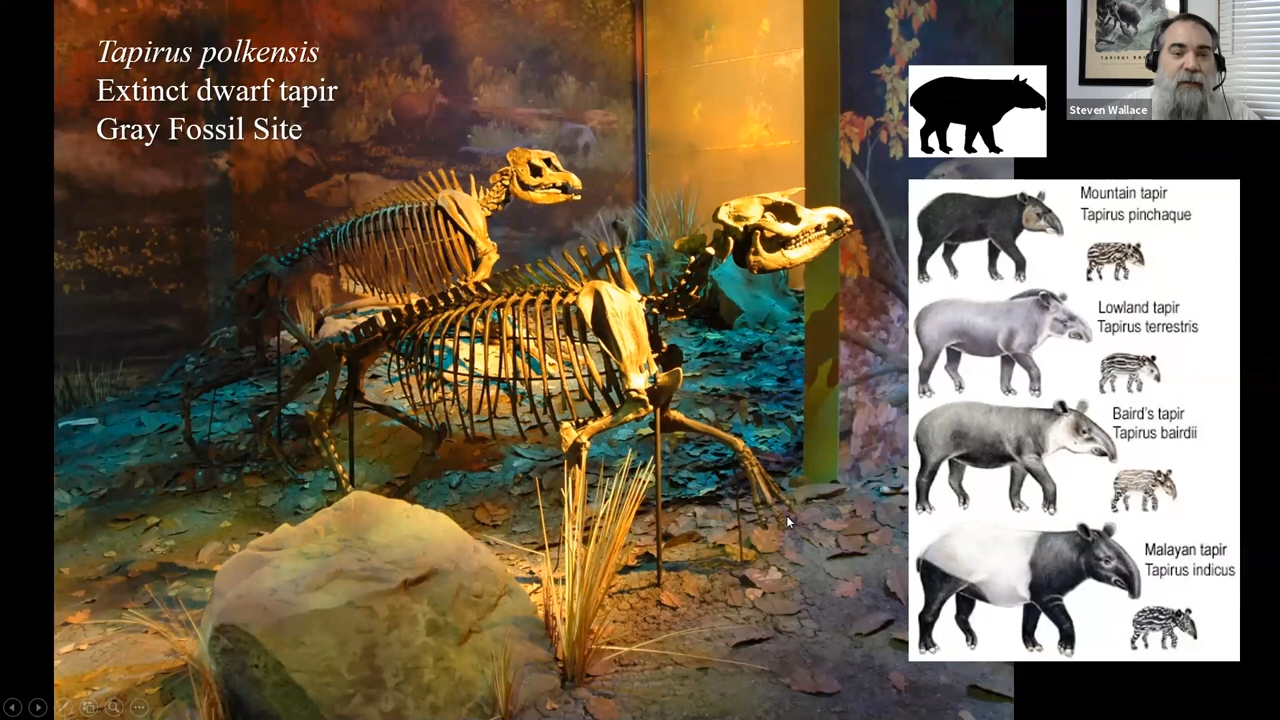 Tapirus polkensis
Extinct dwarf tapir
Gray Fossil Site
Steven Wallace
Mountain tapir
Tapirus pinchaque
Lowland tapir
Tapirus terrestris
Baird's tapir
Tapirus bairdii
Malayan tapir
Tapirus indicus